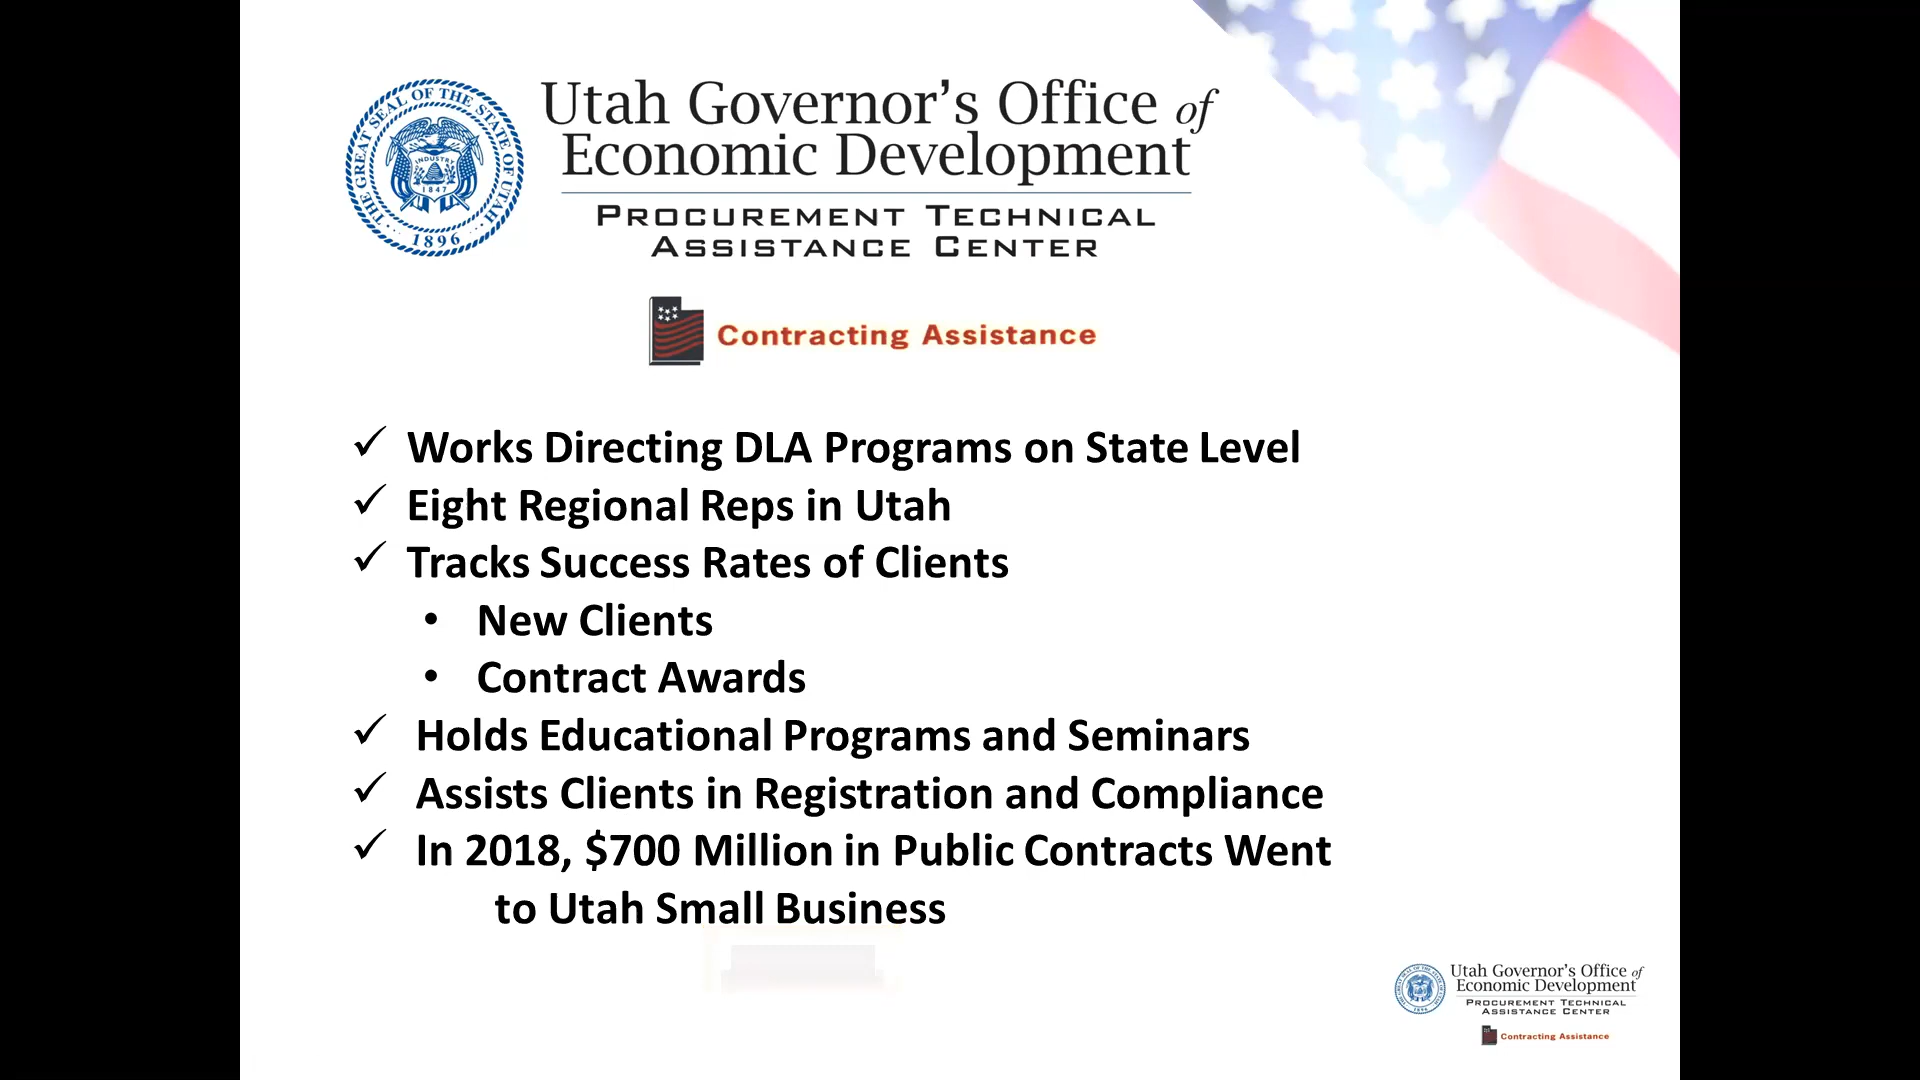 THE GREAT SEAL OF THE STATE OF UTAH
INDUSTRY
1847
1896
Utah Governor's Office of
Economic Development
PROCUREMENT TECHNICAL
ASSISTANCE CENTER
Contracting Assistance
Works Directing DLA Programs on State Level
Eight Regional Reps in Utah
Tracks Success Rates of Clients
New Clients
Contract Awards
Holds Educational Programs and Seminars
Assists Clients in Registration and Compliance
In 2018, $700 Million in Public Contracts Went
to Utah Small Business
Utah Governor's Office of
Economic Development
PROCUREMENT TECHNICAL
ASSISTANCE CENTER
Contracting Assistance